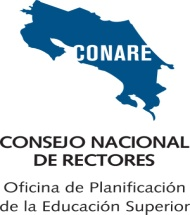 CONARE
CONSEJO NACIONAL
DE RECTORES
Oficina de Planificación
de la Educación Superior